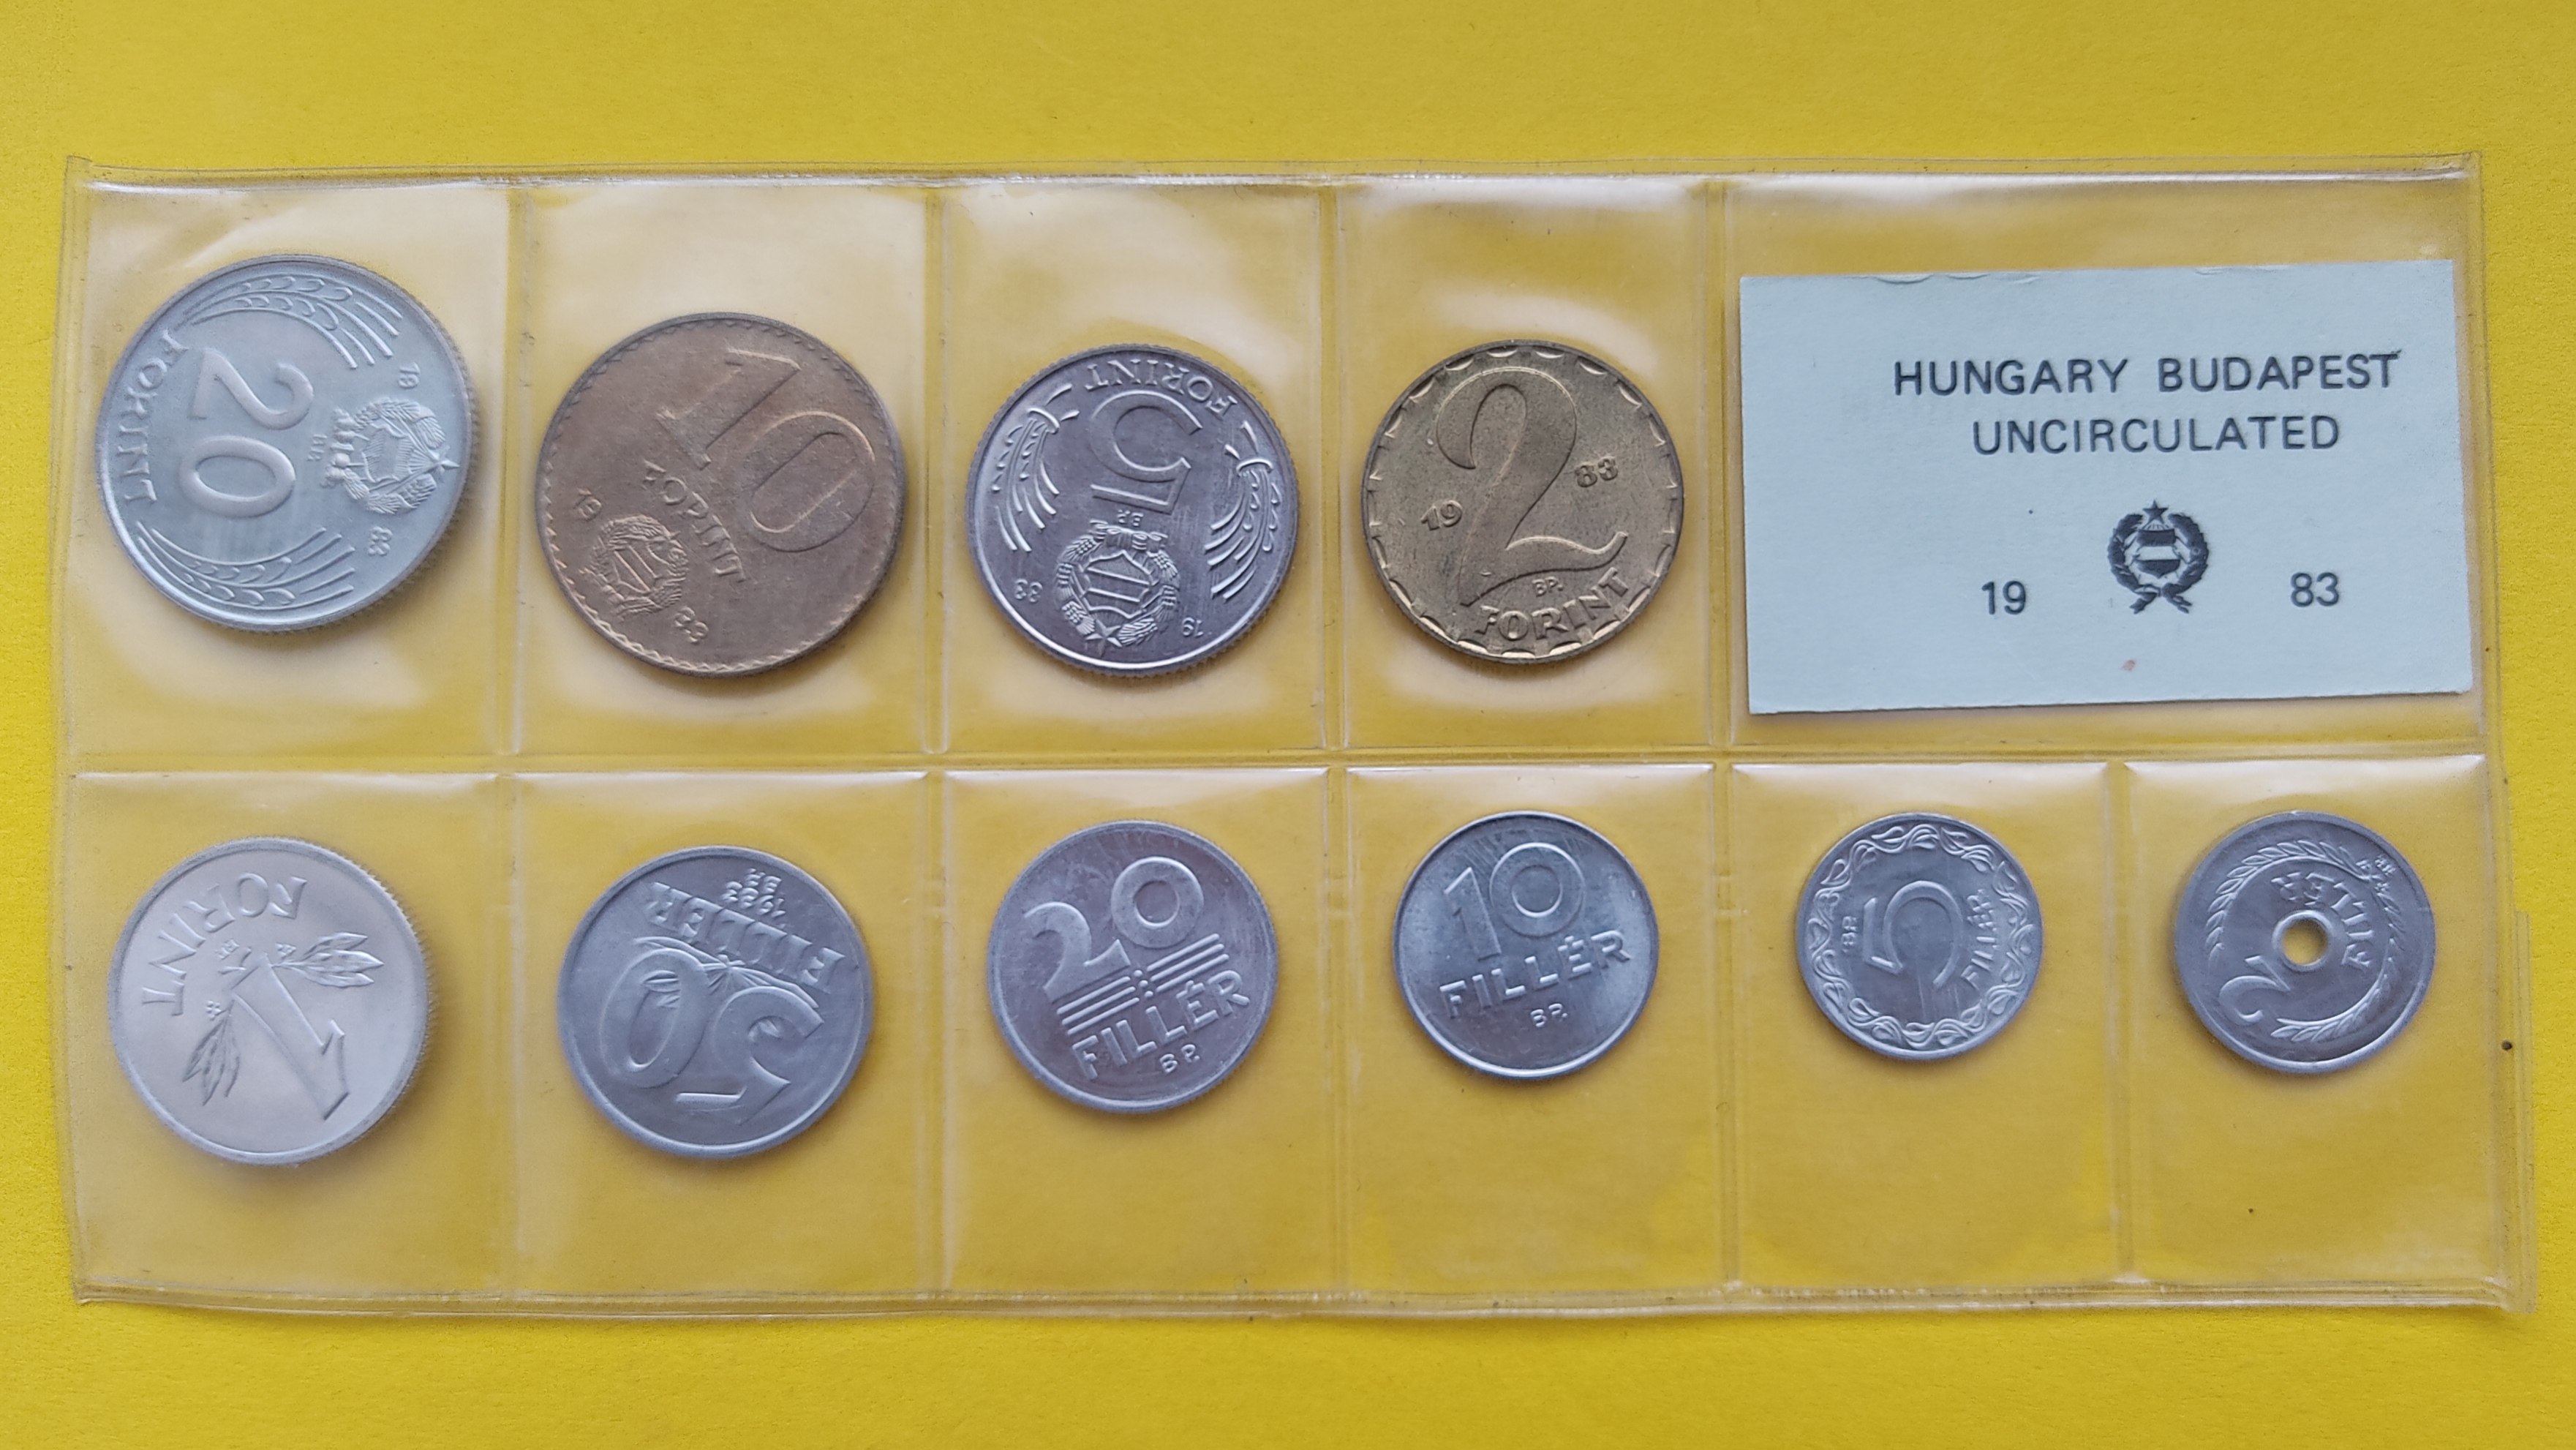 20
FORINT
19 83
BP.
10
FORINT
19 83
5
FORINT
BP.
19 83
2
19 83
BP.
FORINT
HUNGARY BUDAPEST
UNCIRCULATED
19 83
1
FORINT
50
FILLÉR
1983
BP.
20
FILLÉR
BP.
10
FILLÉR
BP.
5
FILLÉR
BP.
2
FILLÉR
BP.